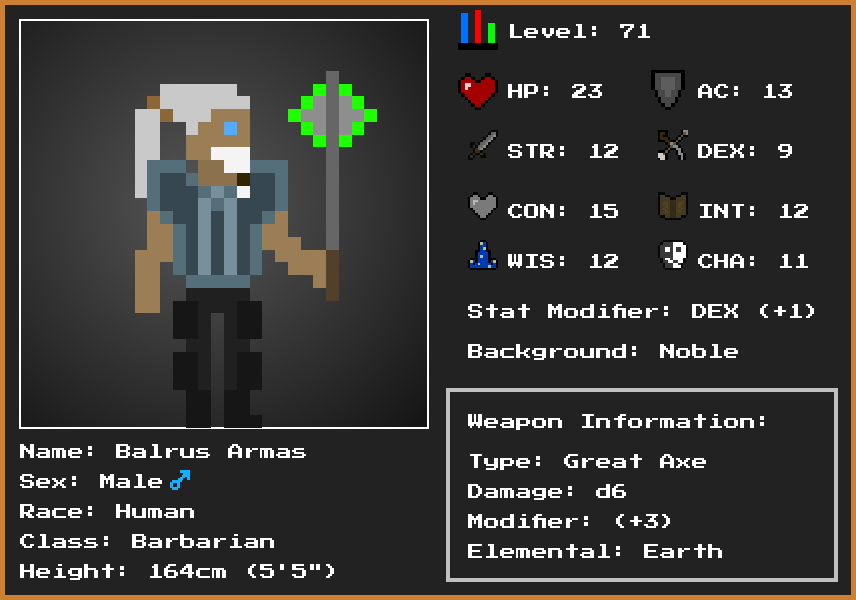 Level: 71
HP: 23 AC: 13
STR: 12 DEX: 9
CON: 15 INT: 12
WIS: 12 CHA: 11
Stat Modifier: DEX (+1)
Background: Noble
Weapon Information:
Type: Great Axe
Damage: d6
Modifier: (+3)
Elemental: Earth
Name: Balrus Armas
Sex: Male ♂
Race: Human
Class: Barbarian
Height: 164cm (5'5")